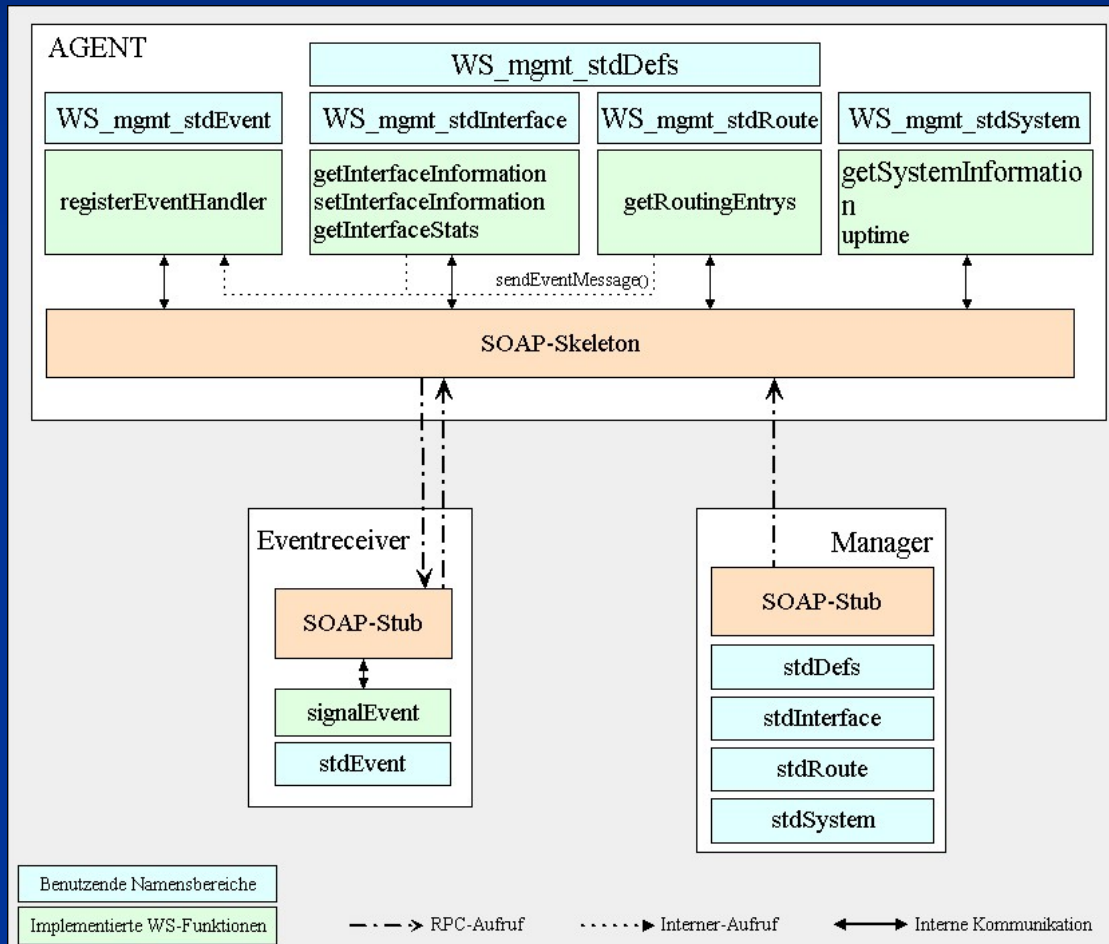 AGENT
WS_mgmt_stdDefs
WS_mgmt_stdEvent
WS_mgmt_stdInterface
WS_mgmt_stdRoute
WS_mgmt_stdSystem
registerEventHandler
getInterfaceInformation
setInterfaceInformation
getInterfaceStats
getRoutingEntrys
getSystemInformatio
n
uptime
sendEventMessage()
SOAP-Skeleton
Eventreceiver
SOAP-Stub
signalEvent
stdEvent
Manager
SOAP-Stub
stdDefs
stdInterface
stdRoute
stdSystem
Benutzende Namensbereiche
Implementierte WS-Funktionen
RPC-Aufruf
Interner-Aufruf
Interne Kommunikation